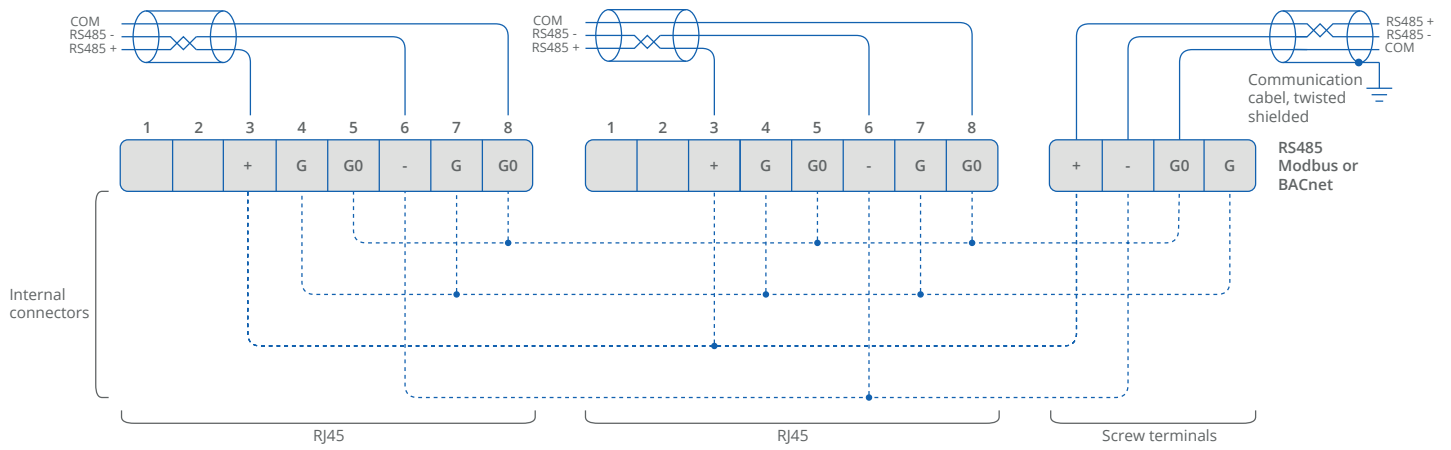 COM
RS485 -
RS485 +
COM
RS485 -
RS485 +
RS485 +
RS485 -
COM
Communication
cabel, twisted
shielded
1 2 3 4 5 6 7 8
1 2 3 4 5 6 7 8
+ G G0 - G G0
+ G G0 - G G0
+ - G0 G
RS485
Modbus or
BACnet
Internal
connectors
RJ45
RJ45
Screw terminals